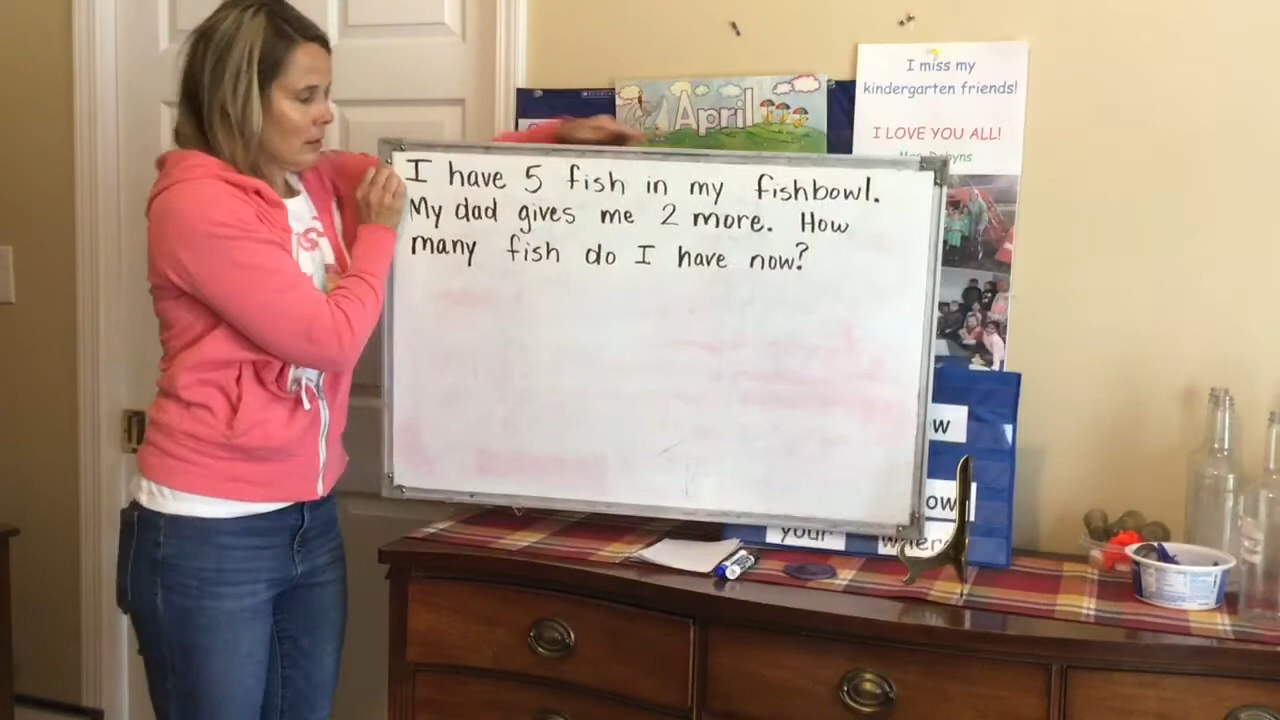 I have 5 fish in my fishbowl.
My dad gives me 2 more. How
many fish do I have now?
April
I miss my
kindergarten friends!
I LOVE YOU ALL!
your